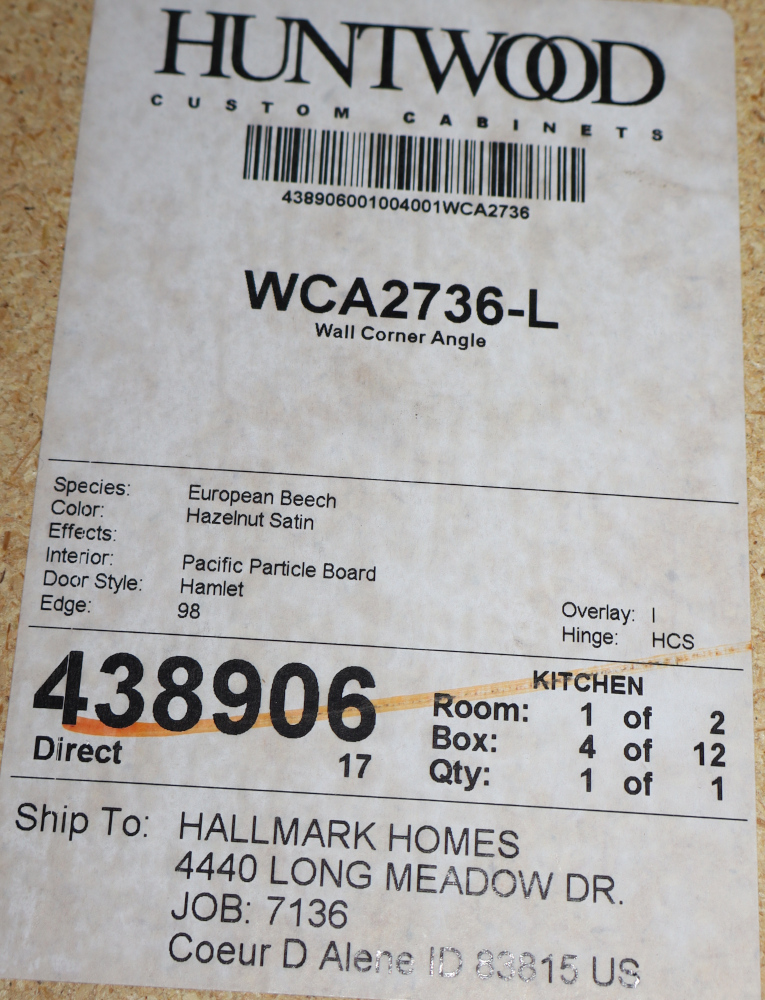 HUNTWOOD
CUSTOM CABINETS
438906001004001WCA2736
WCA2736-L
Wall Corner Angle
Species: European Beech
Color: Hazelnut Satin
Effects:
Interior: Pacific Particle Board
Door Style: Hamlet
Edge: 98
Overlay: I
Hinge: HCS
438906
Direct 17
KITCHEN
Room: 1 of 2
Box: 4 of 12
Qty: 1 of 1
Ship To: HALLMARK HOMES
4440 LONG MEADOW DR.
JOB: 7136
Coeur D Alene ID 83815 US